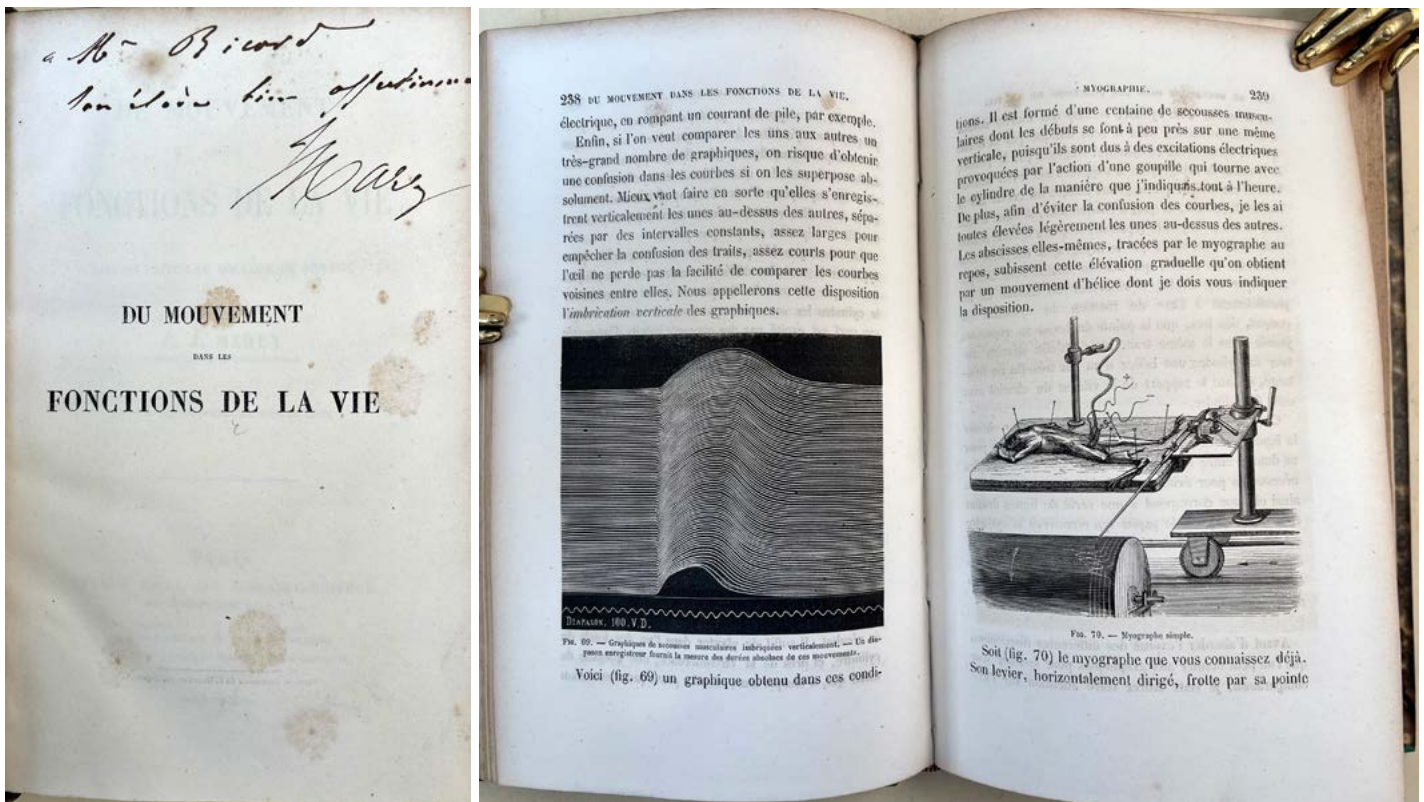 a Mr Ricord
son élève bien affectionné
Marey
DU MOUVEMENT
DANS LES
FONCTIONS DE LA VIE
238 DU MOUVEMENT DANS LES FONCTIONS DE LA VIE.
électrique, en rompant un courant de pile, par exemple.
Enfin, si l'on veut comparer les uns aux autres un
très-grand nombre de graphiques, on risque d'obtenir
une confusion dans les courbes si on les superpose ab-
solument. Mieux vaut faire en sorte qu'elles s'enregis-
trent verticalement les unes au-dessus des autres, sépa-
rées par des intervalles constants, assez larges pour
empêcher la confusion des traits, assez courts pour que
l'œil ne perde pas la facilité de comparer les courbes
voisines entre elles. Nous appellerons cette disposition
l'imbrication verticale des graphiques.
DIAPASON. 100.V.D.
FIG. 69. — Graphiques de secousses musculaires imbriquées verticalement. — Un dia-
pason enregistreur fournit la mesure des durées absolues de ces mouvements.
Voici (fig. 69) un graphique obtenu dans ces condi-
MYOGRAPHIE. 239
tions. Il est formé d'une centaine de secousses muscu-
laires dont les débuts se font à peu près sur une même
verticale, puisqu'ils sont dus à des excitations électriques
provoquées par l'action d'une goupille qui tourne avec
le cylindre de la manière que j'indiquais tout à l'heure.
De plus, afin d'éviter la confusion des courbes, je les ai
toutes élevées légèrement les unes au-dessus des autres.
Les abscisses elles-mêmes, tracées par le myographe au
repos, subissent cette élévation graduelle qu'on obtient
par un mouvement d'hélice dont je dois vous indiquer
la disposition.
FIG. 70. — Myographe simple.
Soit (fig. 70) le myographe que vous connaissez déjà.
Son levier, horizontalement dirigé, frotte par sa pointe